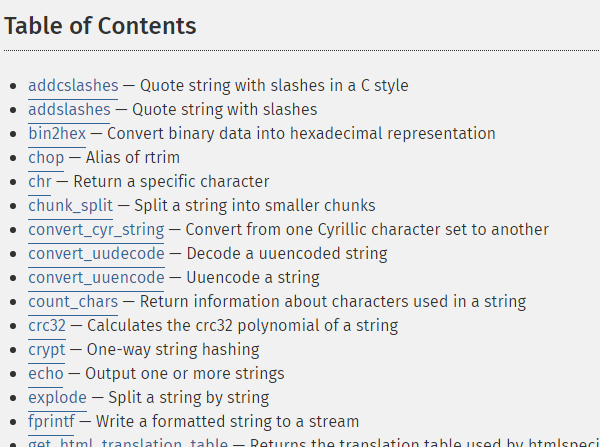 Table of Contents
addcslashes — Quote string with slashes in a C style
addslashes — Quote string with slashes
bin2hex — Convert binary data into hexadecimal representation
chop — Alias of rtrim
chr — Return a specific character
chunk_split — Split a string into smaller chunks
convert_cyr_string — Convert from one Cyrillic character set to another
convert_uudecode — Decode a uuencoded string
convert_uuencode — Uuencode a string
count_chars — Return information about characters used in a string
crc32 — Calculates the crc32 polynomial of a string
crypt — One-way string hashing
echo — Output one or more strings
explode — Split a string by string
fprintf — Write a formatted string to a stream
get_html_translation_table — Returns the translation table used by htmlspeci